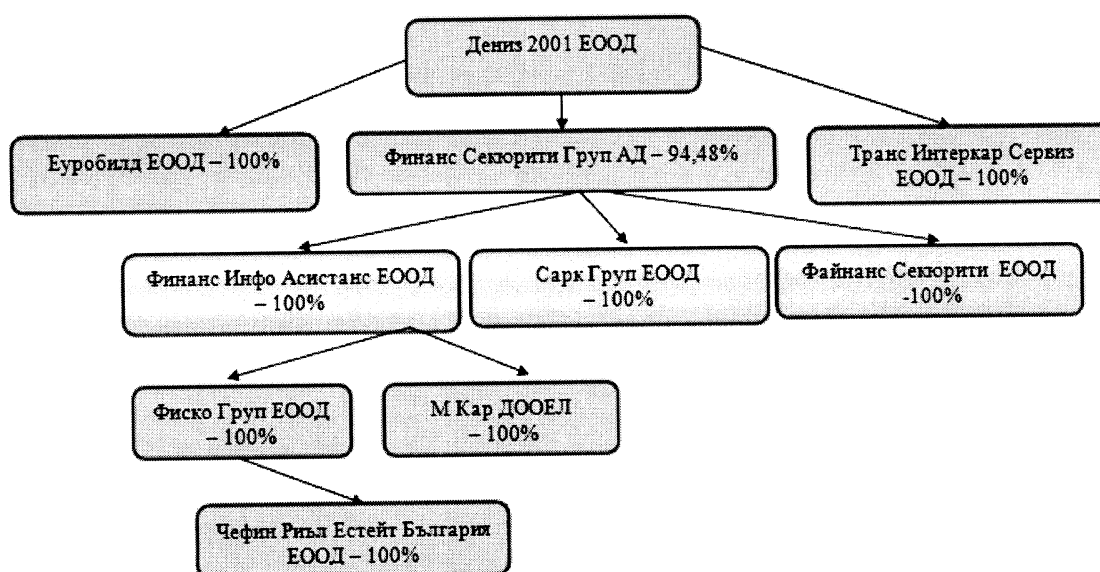 Дениз 2001 ЕООД
Еуробилд ЕООД – 100%
Финанс Секюрити Груп АД – 94,48%
Транс Интеркар Сервиз
ЕООД – 100%
Финанс Инфо Асистанс ЕООД
– 100%
Сарк Груп ЕООД
– 100%
Файнанс Секюрити ЕООД
-100%
Фиско Груп ЕООД
– 100%
М Кар ДООЕЛ
– 100%
Чефин Риъл Естейт България
ЕООД – 100%